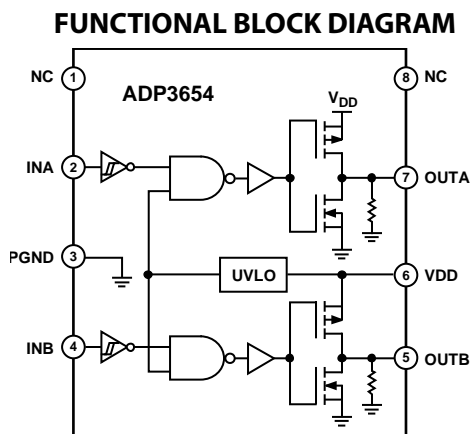 FUNCTIONAL BLOCK DIAGRAM
NC 1
8 NC
ADP3654
VDD
INA 2
7 OUTA
PGND 3
UVLO
6 VDD
INB 4
5 OUTB